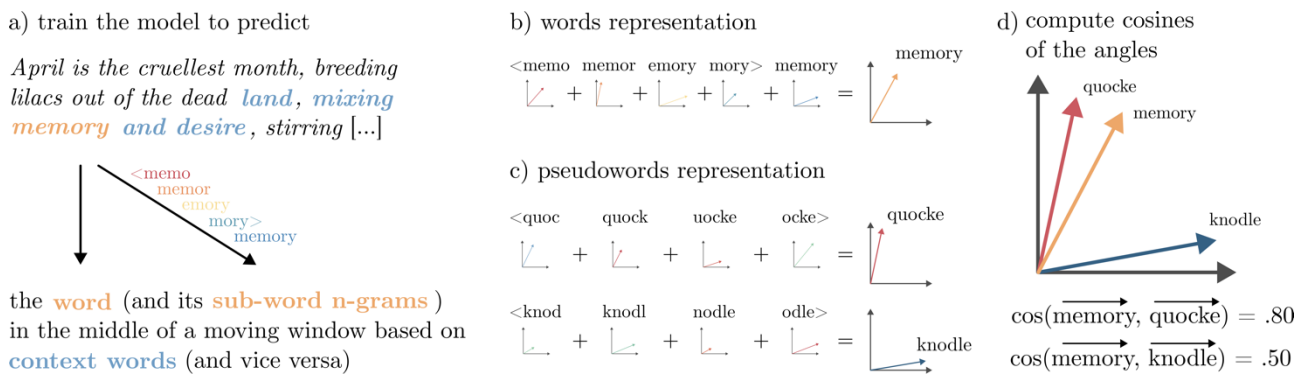 a) train the model to predict
April is the cruellest month, breeding
lilacs out of the dead land, mixing
memory and desire, stirring [...]
<memo
memor
emory
mory>
memory
the word (and its sub-word n-grams )
in the middle of a moving window based on
context words (and vice versa)
b) words representation
<memo memor emory mory> memory memory
+ + + + =
c) pseudowords representation
<quoc quock uocke ocke> quocke
+ + + =
<knod knodl nodle odle> knodle
+ + + =
d) compute cosines
of the angles
quocke
memory
knodle
cos(memory, quocke) = .80
cos(memory, knodle) = .50